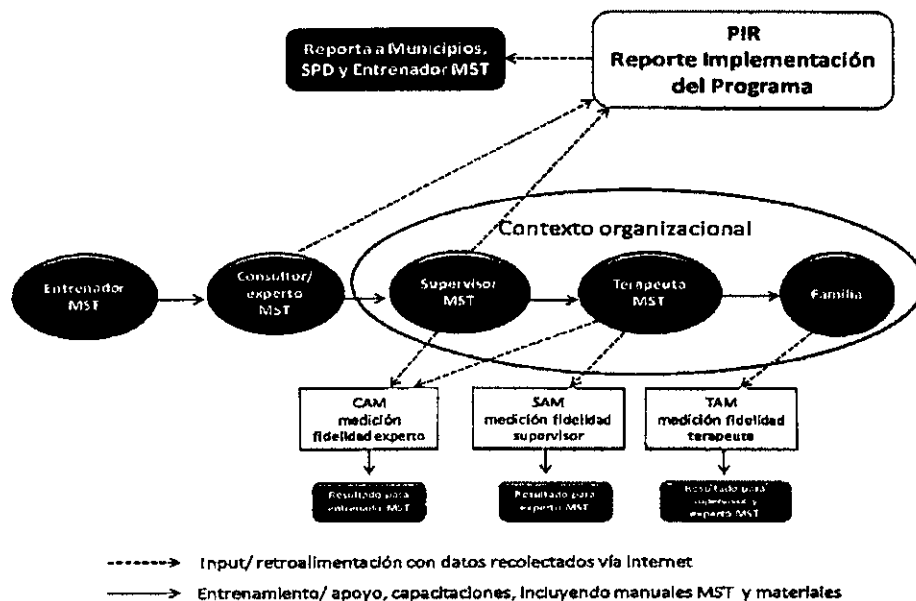 PIR
Reporte Implementación
del Programa
Reporta a Municipios,
SPD y Entrenador MST
Contexto organizacional
Entrenador
MST
Consultor/
experto
MST
Supervisor
MST
Terapeuta
MST
Familia
CAM
medición
fidelidad experto
SAM
medición fidelidad
supervisor
TAM
medición fidelidad
terapeuta
Resultado para
entrenado MST
Resultado para
experto MST
Resultado para
supervisor y
experto MST
Input/ retroalimentación con datos recolectados vía internet
Entrenamiento/ apoyo, capacitaciones, incluyendo manuales MST y materiales